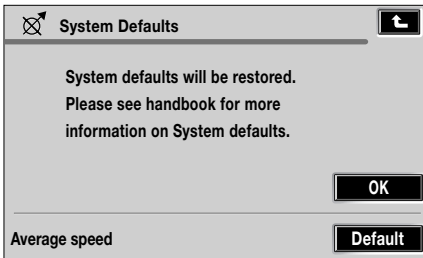 System Defaults
System defaults will be restored.
Please see handbook for more
information on System defaults.
OK
Average speed
Default